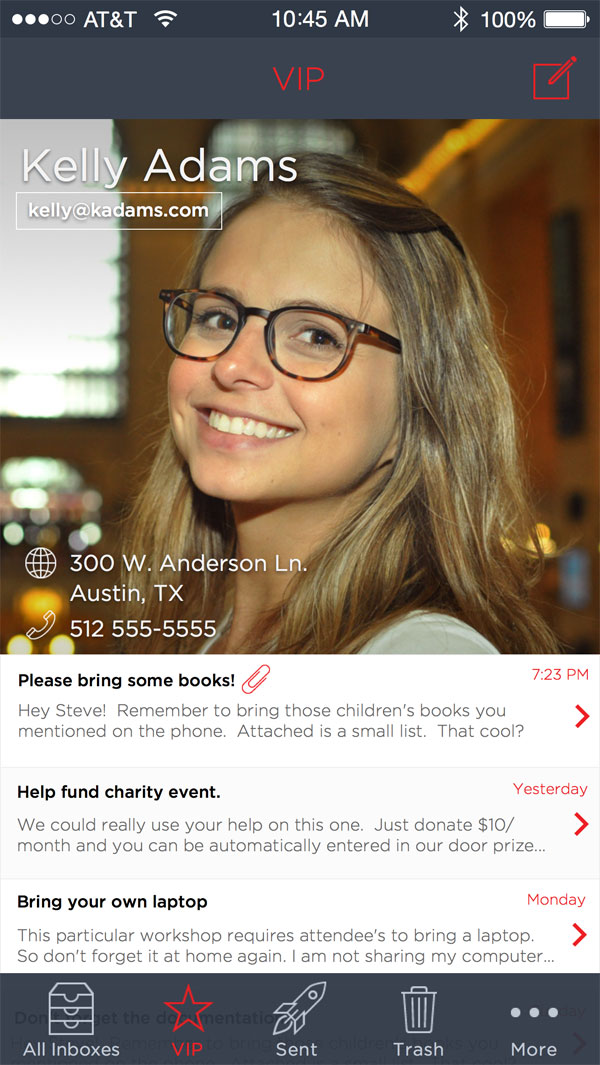 AT&T 10:45 AM 100%
VIP
Kelly Adams
kelly@kadams.com
300 W. Anderson Ln.
Austin, TX
512 555-5555
Please bring some books! 7:23 PM
Hey Steve!  Remember to bring those children's books you
mentioned on the phone.  Attached is a small list.  That cool?
Help fund charity event. Yesterday
We could really use your help on this one.  Just donate $10/
month and you can be automatically entered in our door prize...
Bring your own laptop Monday
This particular workshop requires attendee's to bring a laptop.
So don't forget it at home again. I am not sharing my computer...
Don't forget the documentation
All Inboxes VIP Sent Trash More